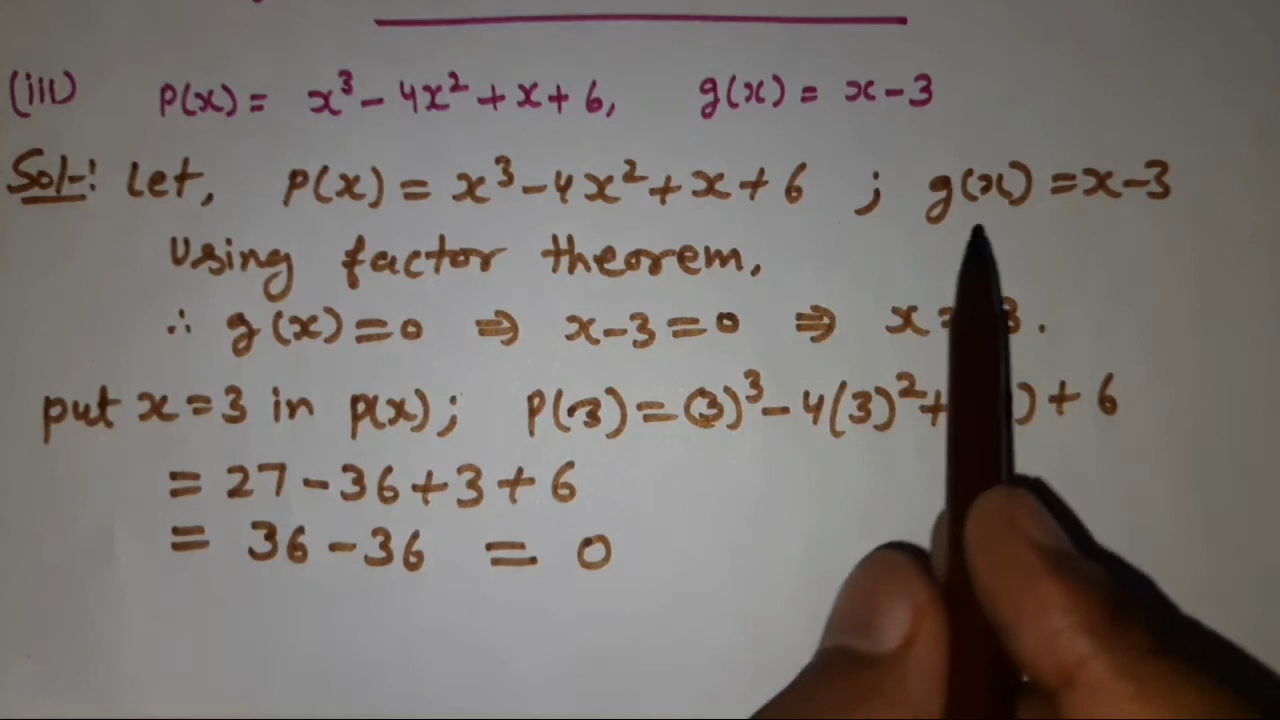 (iii) P(x) = x³ - 4x² + x + 6, g(x) = x - 3
Sol-: Let, P(x) = x³ - 4x² + x + 6 ; g(x) = x - 3
Using factor theorem,
∴ g(x) = 0 ⇒ x - 3 = 0 ⇒ x = 3.
put x = 3 in p(x); P(3) = (3)³ - 4(3)² + ) + 6
= 27 - 36 + 3 + 6
= 36 - 36 = 0